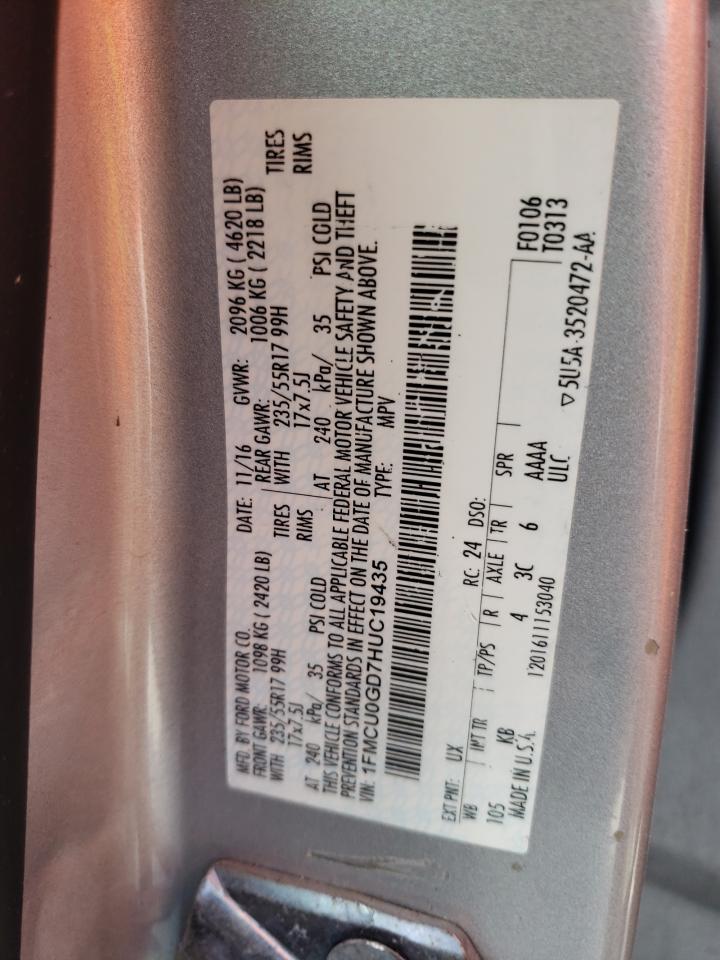 MFD. BY FORD MOTOR CO. DATE: 11/16 GVWR: 2096 KG ( 4620 LB)
FRONT GAWR: 1098 KG ( 2420 LB) REAR GAWR: 1006 KG ( 2218 LB)
WITH 235/55R17 99H TIRES WITH 235/55R17 99H TIRES
17x7.5J RIMS 17x7.5J RIMS
AT 240 kPa/ 35 PSI COLD AT 240 kPa/ 35 PSI COLD
THIS VEHICLE CONFORMS TO ALL APPLICABLE FEDERAL MOTOR VEHICLE SAFETY AND THEFT
PREVENTION STANDARDS IN EFFECT ON THE DATE OF MANUFACTURE SHOWN ABOVE.
VIN: 1FMCU0GD7HUC19435 TYPE: MPV
EXT PNT: UX RC: 24 DSO: F0106
WB INT TR TP/PS R AXLE TR SPR T0313
105 KB 4 3C 6 AAAA
MADE IN U.S.A. 1201611153040 ULC ▽5U5A-3520472-AA